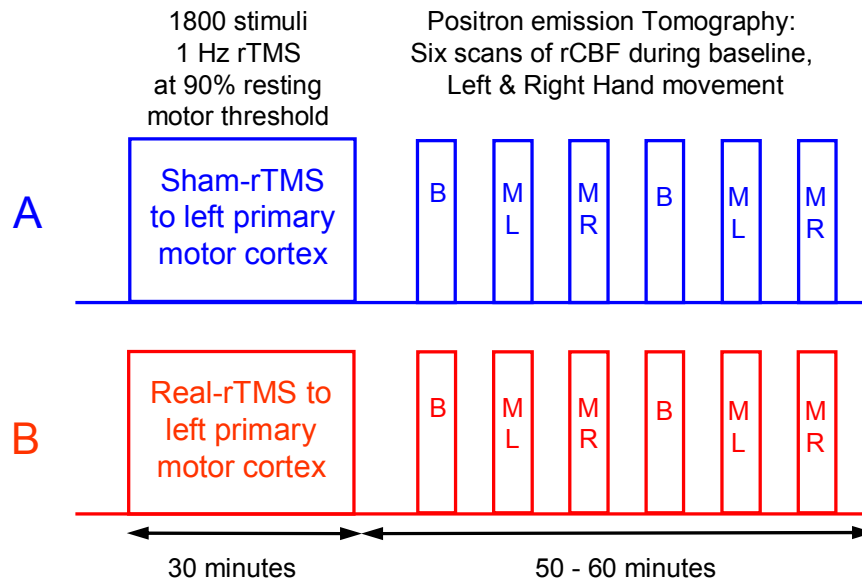 1800 stimuli
1 Hz rTMS
at 90% resting
motor threshold
Positron emission Tomography:
Six scans of rCBF during baseline,
Left & Right Hand movement
A
Sham-rTMS
to left primary
motor cortex
B
M
L
M
R
B
M
L
M
R
B
Real-rTMS to
left primary
motor cortex
B
M
L
M
R
B
M
L
M
R
30 minutes
50 - 60 minutes